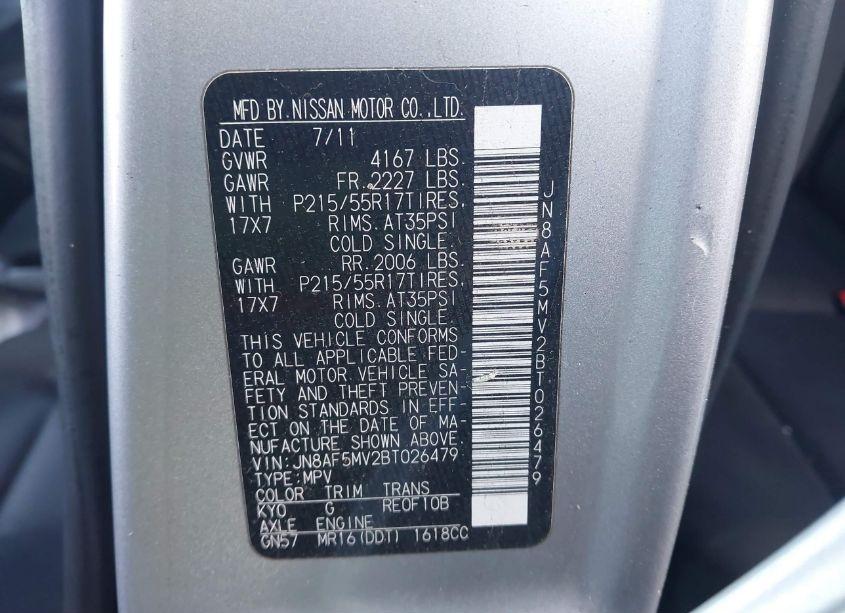 MFD BY.NISSAN MOTOR CO.,LTD.
DATE 7/11
GVWR 4167 LBS.
GAWR FR.2227 LBS.
WITH P215/55R17TIRES,
17X7 RIMS.AT35PSI
COLD SINGLE.
GAWR RR.2006 LBS.
WITH P215/55R17TIRES,
17X7 RIMS.AT35PSI
COLD SINGLE.
THIS VEHICLE CONFORMS
TO ALL APPLICABLE FED-
ERAL MOTOR VEHICLE SA-
FETY AND THEFT PREVEN-
TION STANDARDS IN EFF-
ECT ON THE DATE OF MA-
NUFACTURE SHOWN ABOVE.
VIN:JN8AF5MV2BT026479
TYPE:MPV
COLOR TRIM TRANS
KY0 G RE0F10B
AXLE ENGINE
GN57 MR16(DDT) 1618CC
JN8AF5MV2BT026479